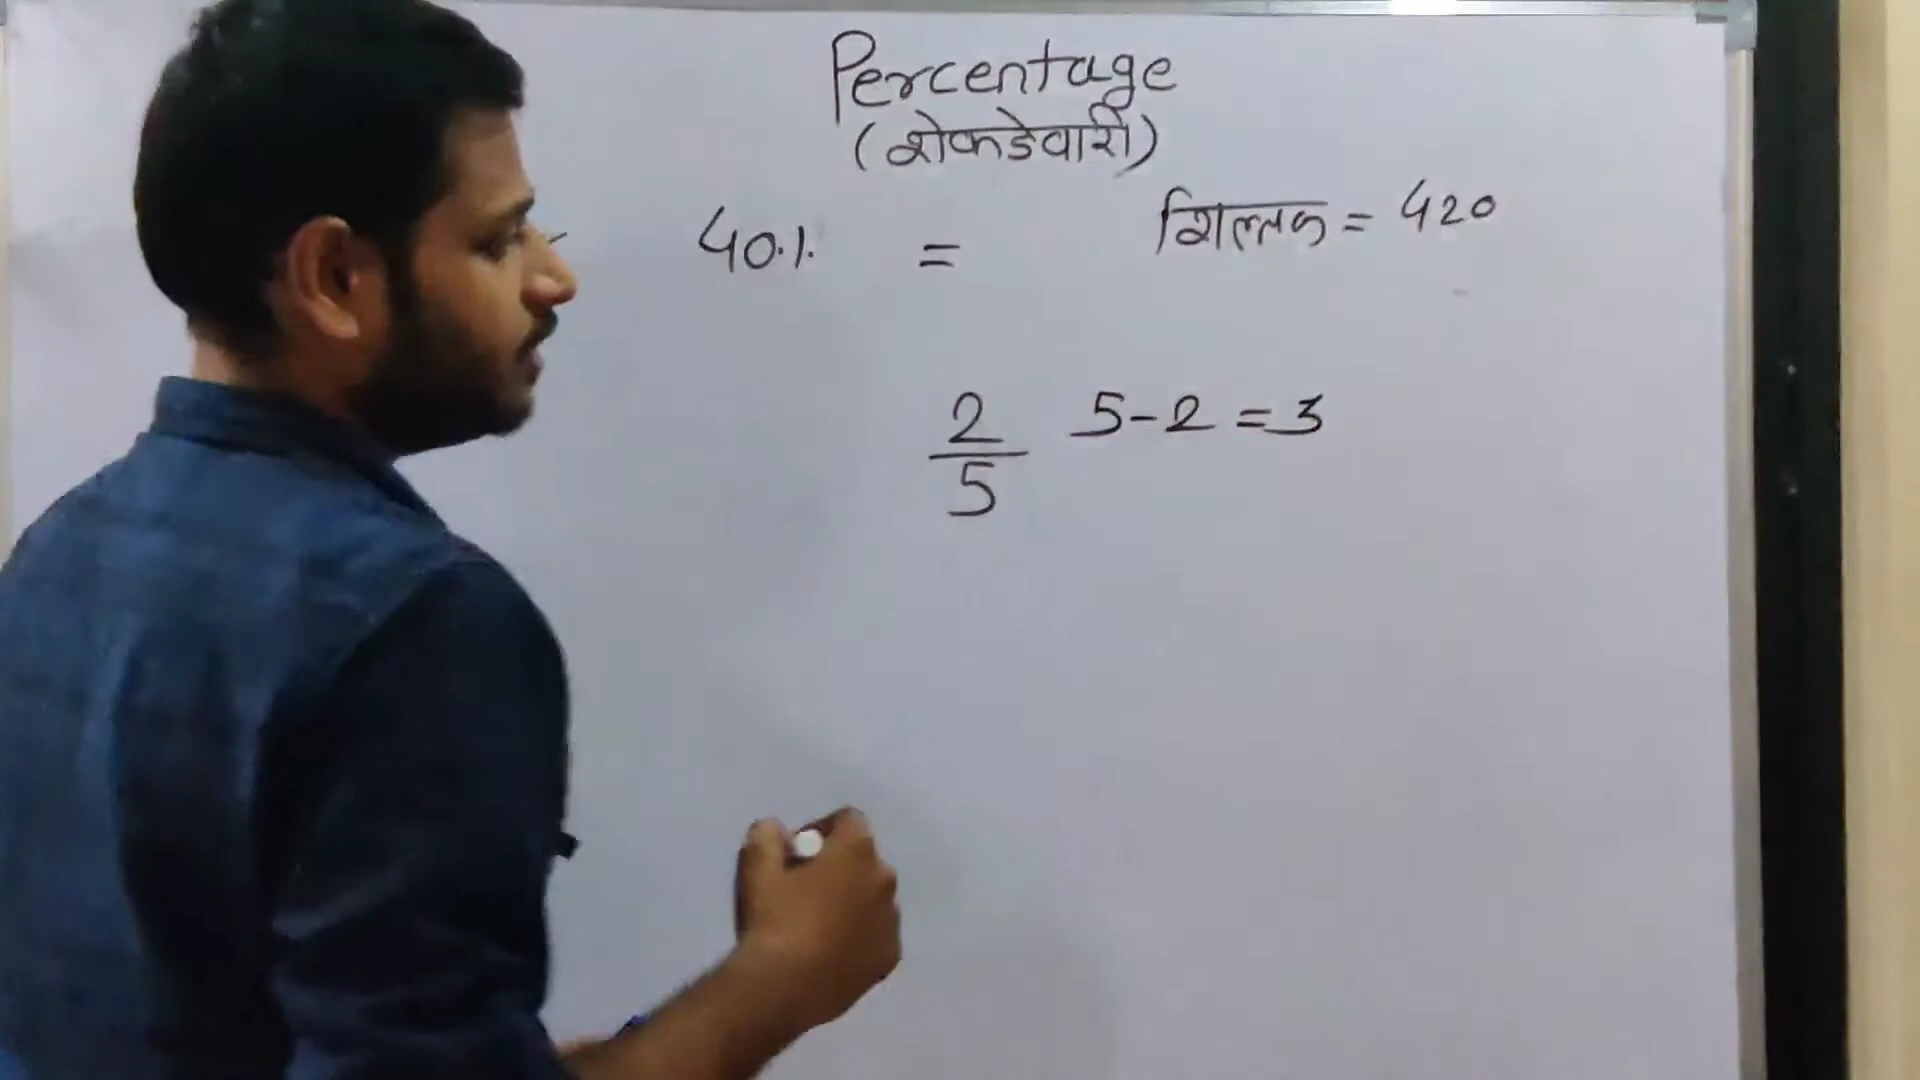 Percentage
(शेकडेवारी)
40% = शिल्लक = 420
2/5 5-2=3